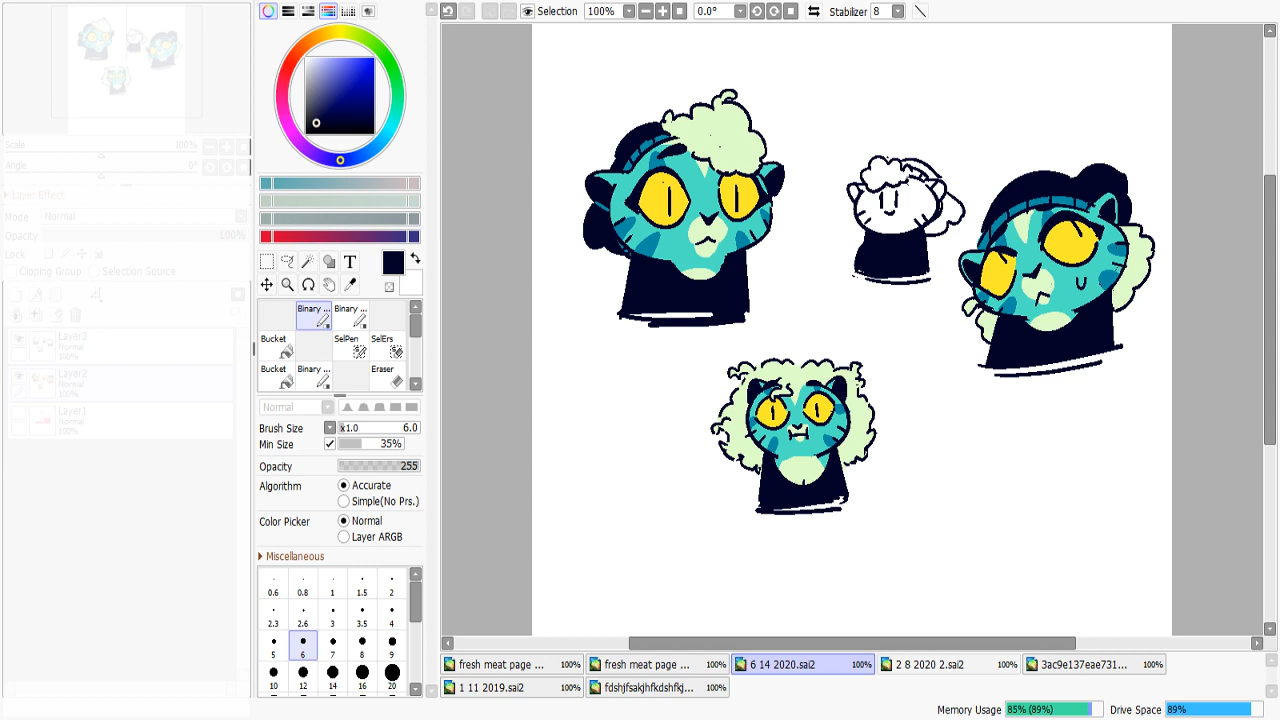 Selection 100% 0.0° Stabilizer 8
Scale 100%
Angle 0°
Layer Effect
Mode Normal
Opacity 100%
Lock
Clipping Group Selection Source
Layer3
Normal
100%
Layer2
Normal
100%
Layer1
Normal
100%
T
Binary ... Binary ...
Bucket SelPen SelErs
Bucket Binary ... Eraser
Normal
Brush Size x1.0 6.0
Min Size 35%
Opacity 255
Algorithm Accurate
Simple(No Prs.)
Color Picker Normal
Layer ARGB
Miscellaneous
0.6 0.8 1 1.5 2
2.3 2.6 3 3.5 4
5 6 7 8 9
10 12 14 16 20
fresh meat page ... 100% fresh meat page ... 100% 6 14 2020.sai2 100% 2 8 2020 2.sai2 100% 3ac9e137eae731... 100%
1 11 2019.sai2 100% fdshjfsakjhfkdshfkj... 100%
Memory Usage 85% (89%) Drive Space 89%